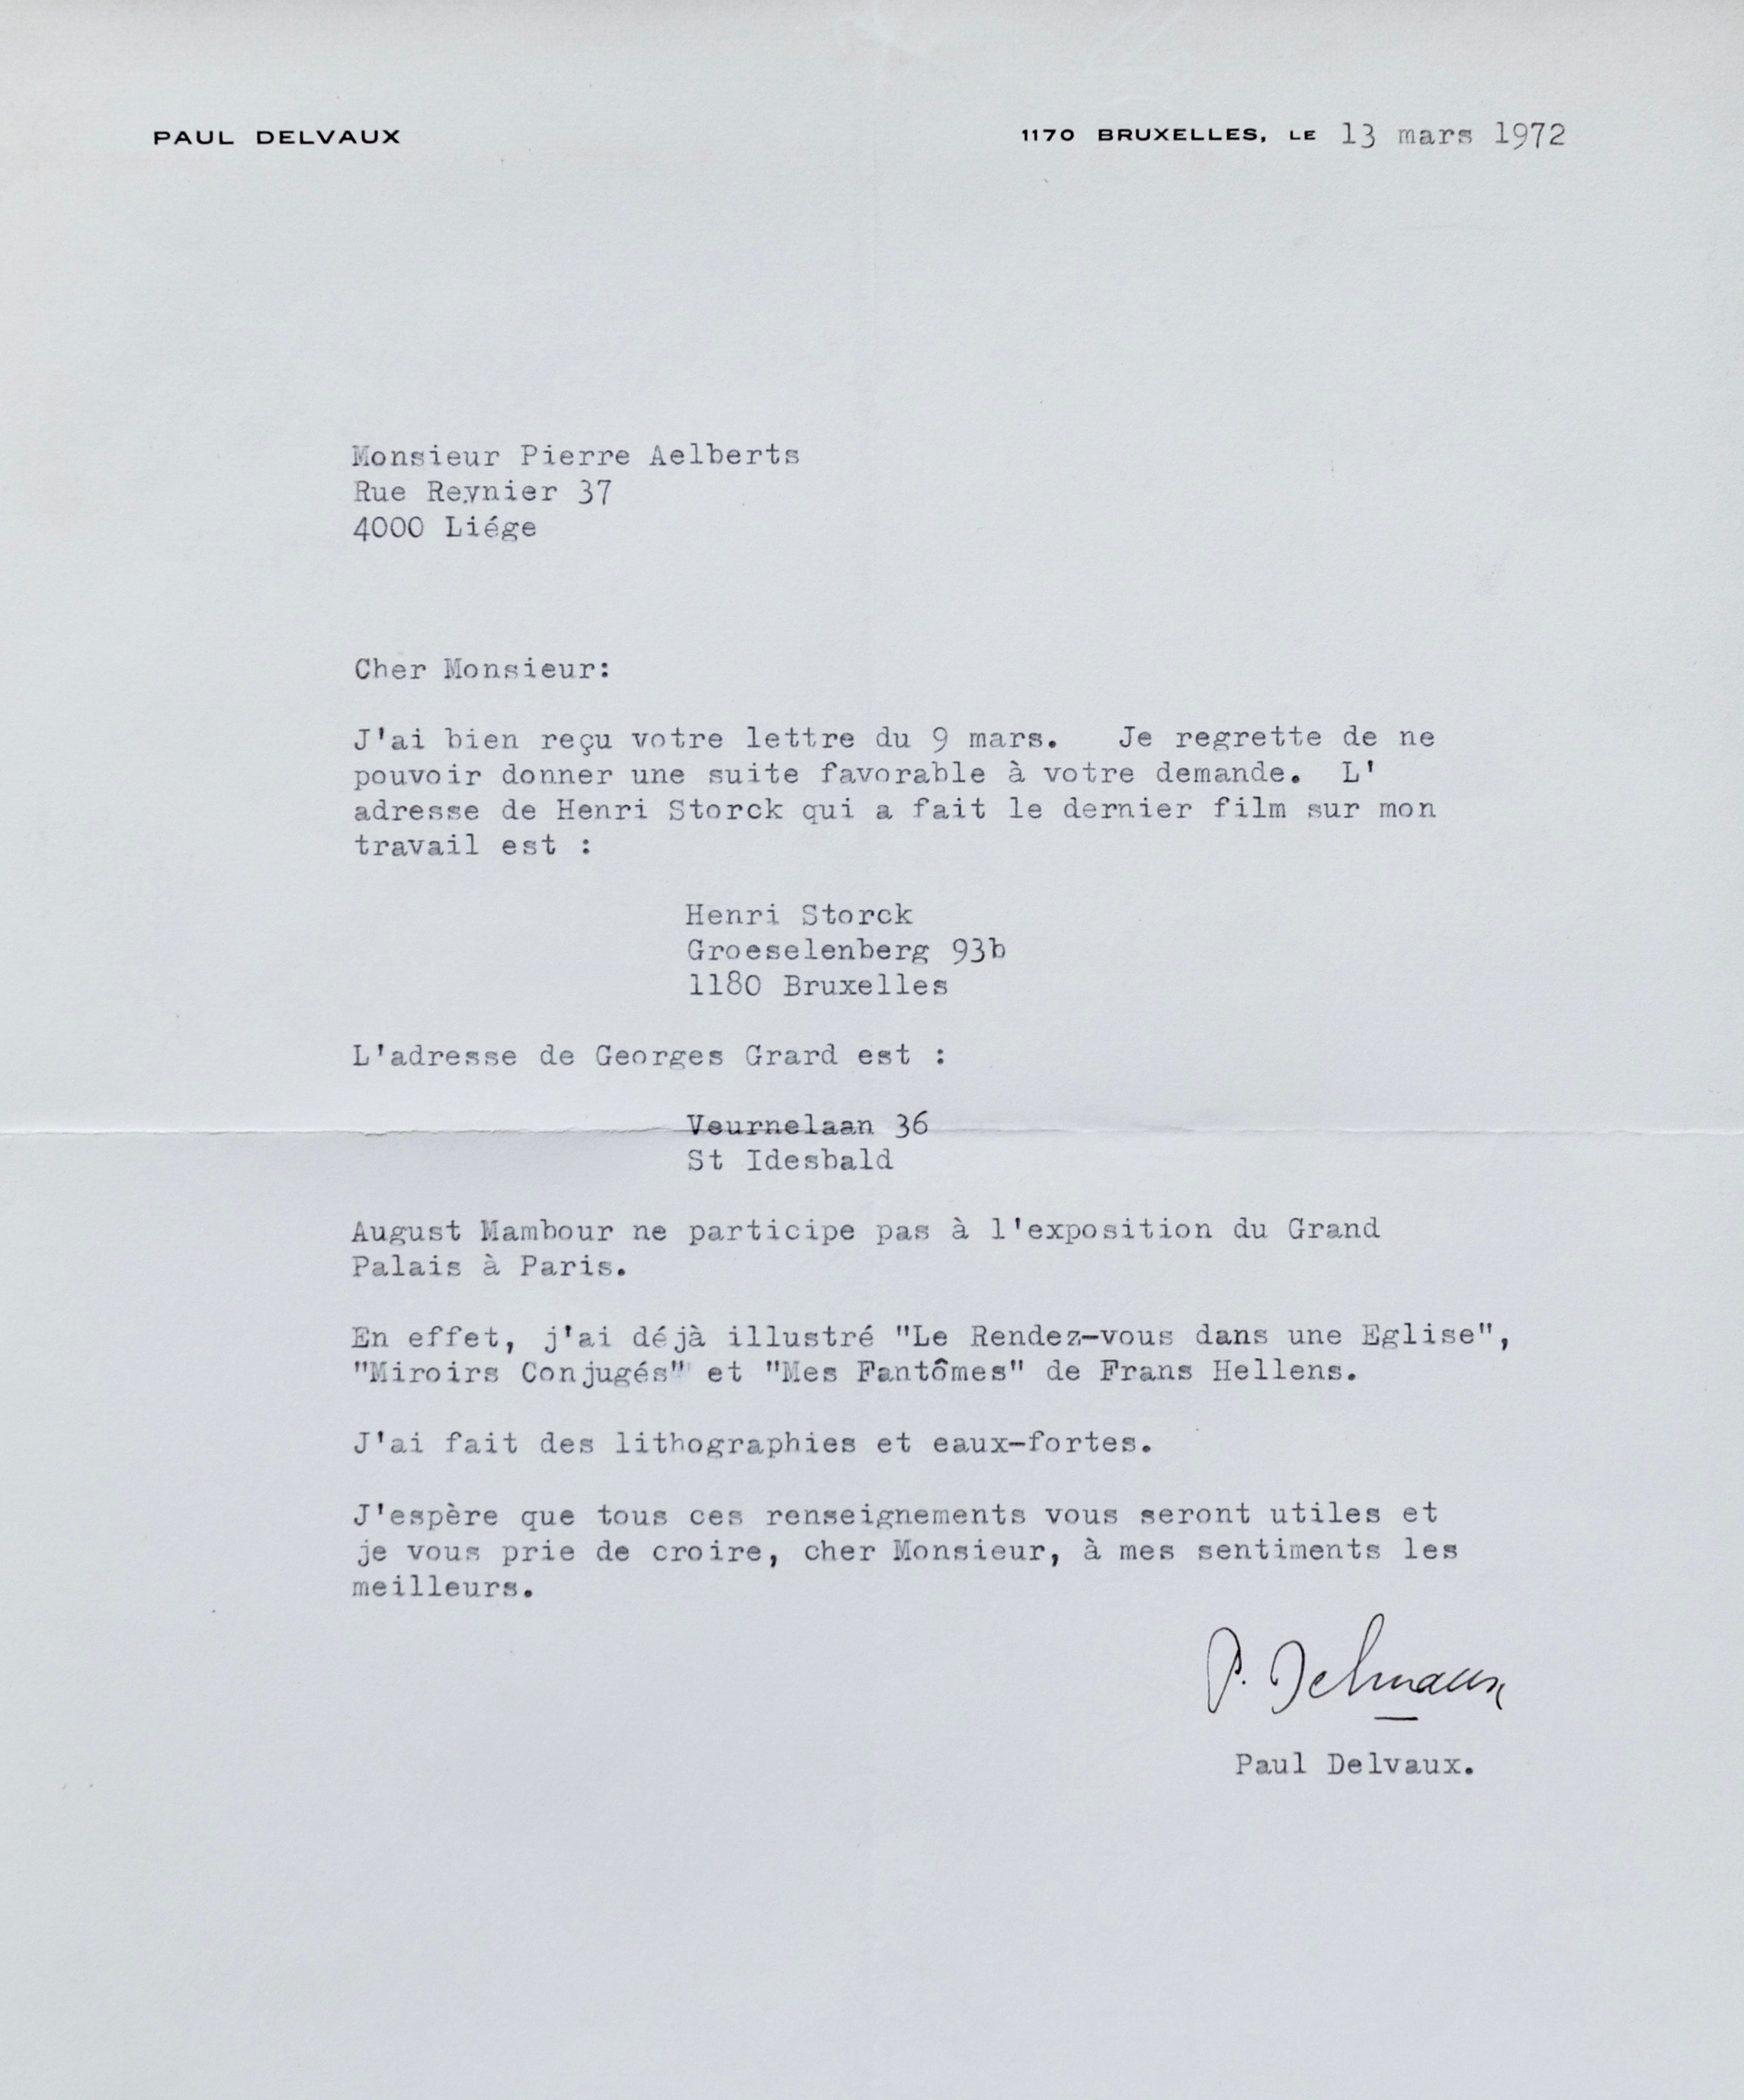 PAUL DELVAUX
1170 BRUXELLES, LE 13 mars 1972
Monsieur Pierre Aelberts
Rue Reynier 37
4000 Liége
Cher Monsieur:
J'ai bien reçu votre lettre du 9 mars. Je regrette de ne
pouvoir donner une suite favorable à votre demande. L'
adresse de Henri Storck qui a fait le dernier film sur mon
travail est :
Henri Storck
Groeselenberg 93b
1180 Bruxelles
L'adresse de Georges Grard est :
Veurnelaan 36
St Idesbald
August Mambour ne participe pas à l'exposition du Grand
Palais à Paris.
En effet, j'ai déjà illustré "Le Rendez-vous dans une Eglise",
"Miroirs Conjugés" et "Mes Fantômes" de Frans Hellens.
J'ai fait des lithographies et eaux-fortes.
J'espère que tous ces renseignements vous seront utiles et
je vous prie de croire, cher Monsieur, à mes sentiments les
meilleurs.
P. Delvaux
Paul Delvaux.